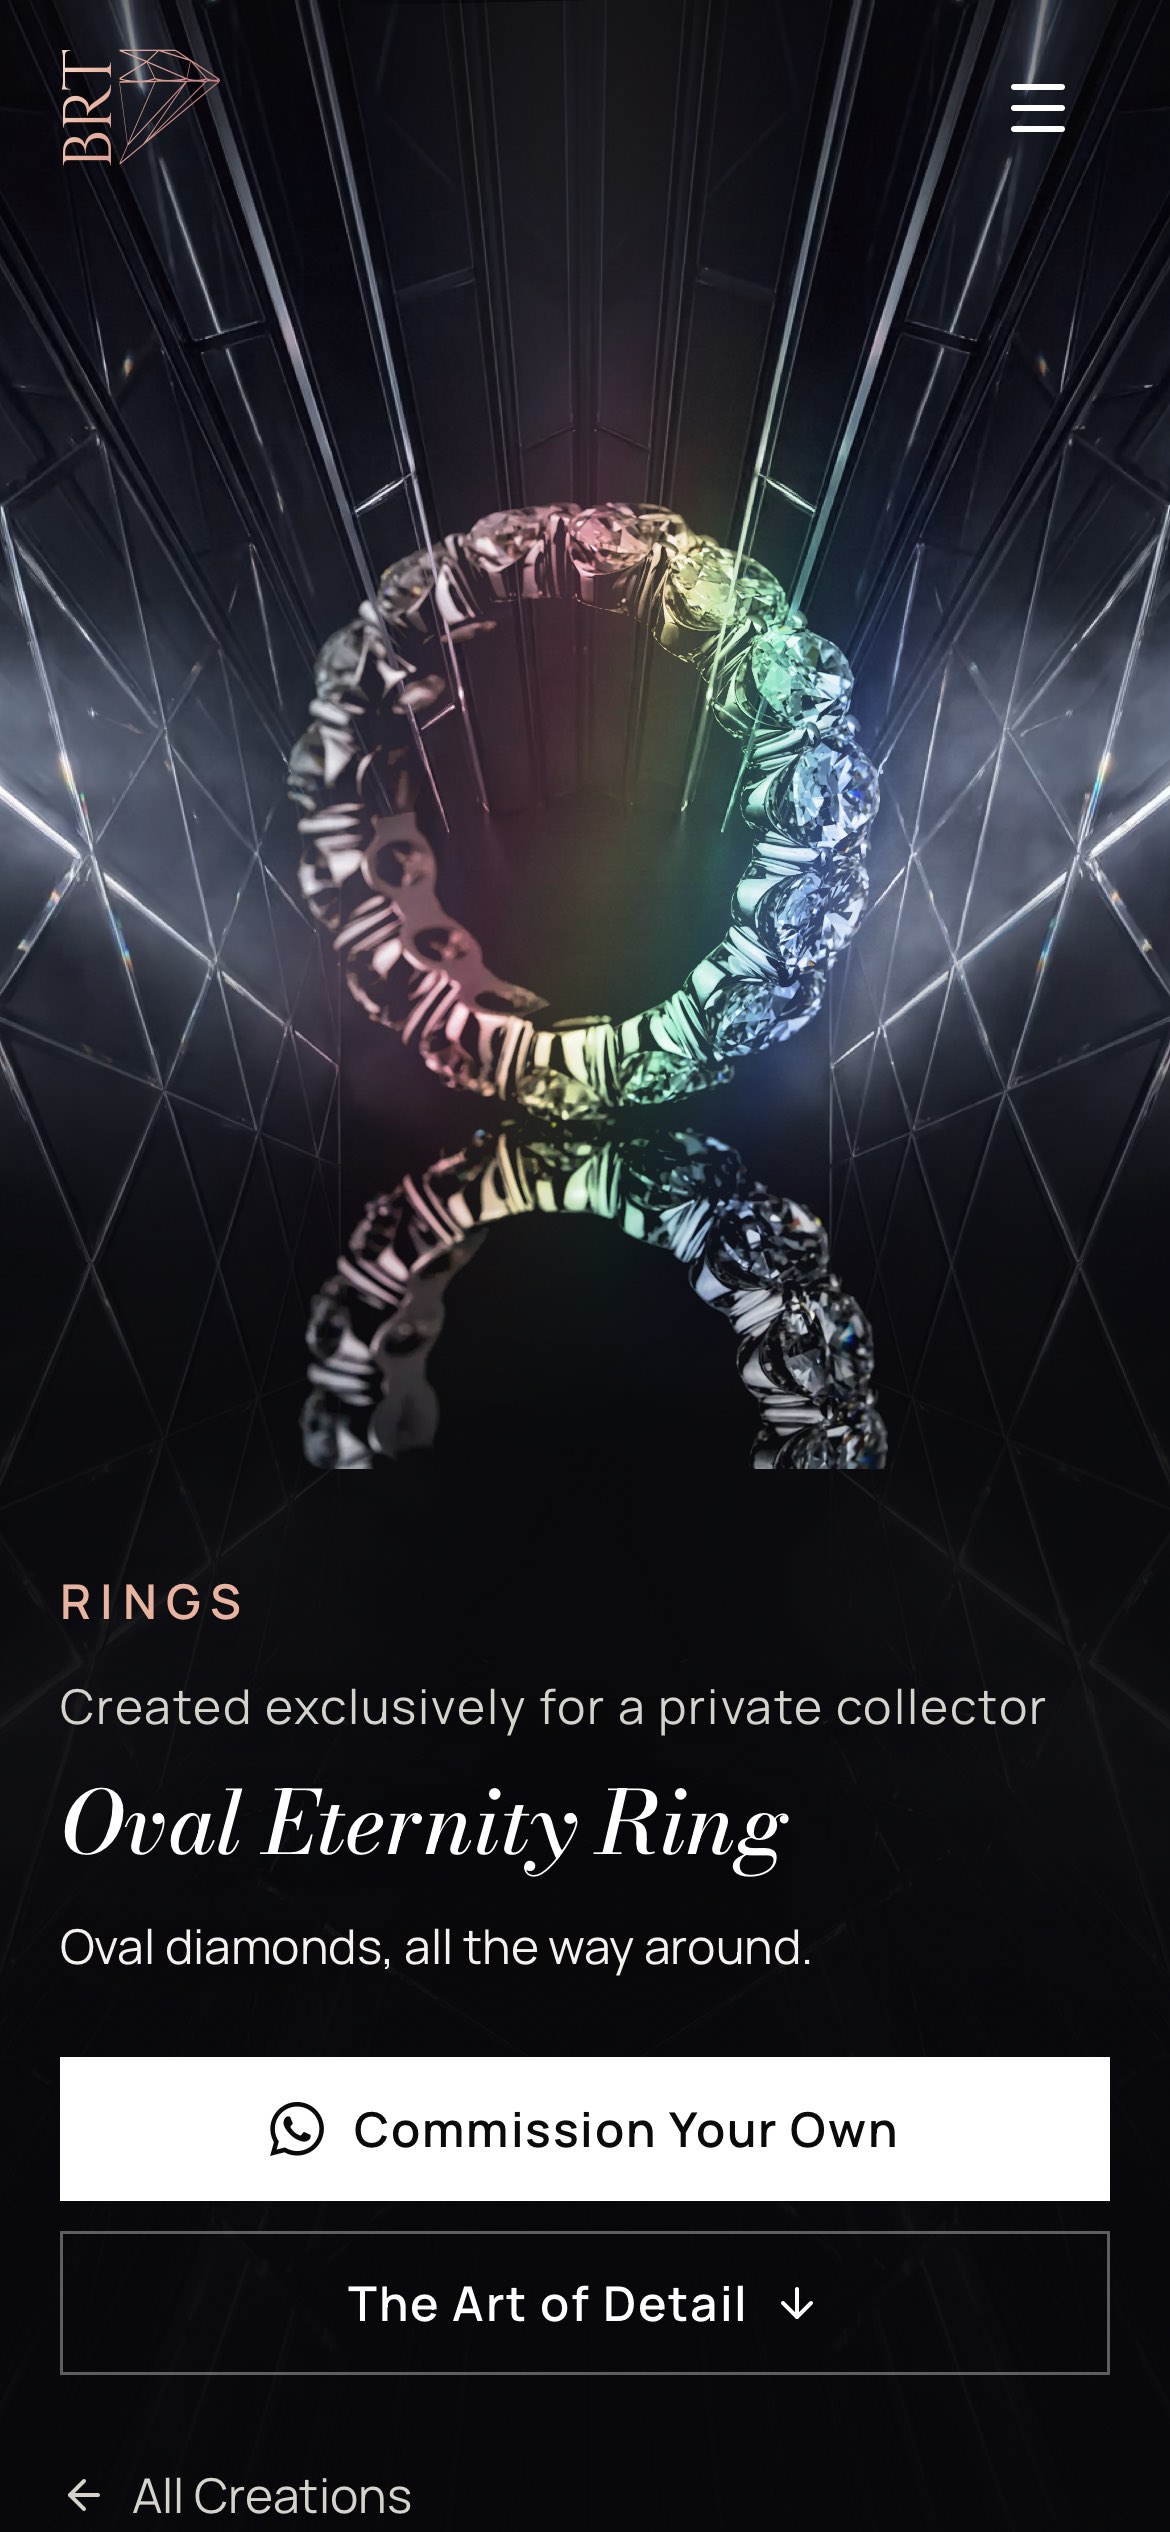 BRT
RINGS
Created exclusively for a private collector
Oval Eternity Ring
Oval diamonds, all the way around.
Commission Your Own
The Art of Detail ↓
← All Creations